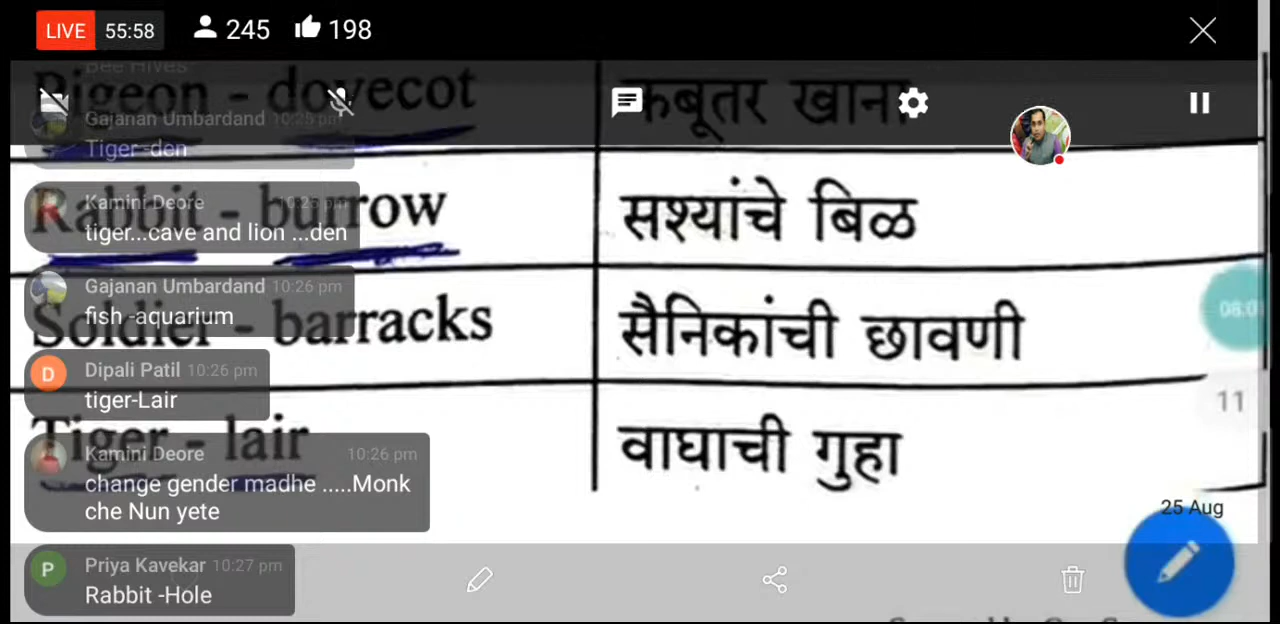 LIVE 55:58 245 198
Bee Hives
Pigeon - dovecot कबूतर खाना
Gajanan Umbardand 10:25 pm
Tiger -den
Rabbit - burrow सश्यांचे बिळ
Kamini Deore 10:25 pm
tiger...cave and lion ...den
Gajanan Umbardand 10:26 pm
fish -aquarium
Soldier - barracks सैनिकांची छावणी
08:0
Dipali Patil 10:26 pm
D
tiger-Lair
11
Tiger - lair वाघाची गुहा
Kamini Deore 10:26 pm
change gender madhe .....Monk
che Nun yete
25 Aug
Priya Kavekar 10:27 pm
P
Rabbit -Hole